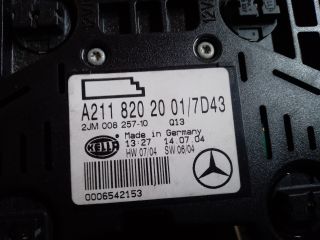 12V/
A211 820 20 01/7D43
2JM 008 257-10 Q13
Made in Germany
13:27 14.07.04
HELLA
HW 07/04 SW 06/04
0006542153